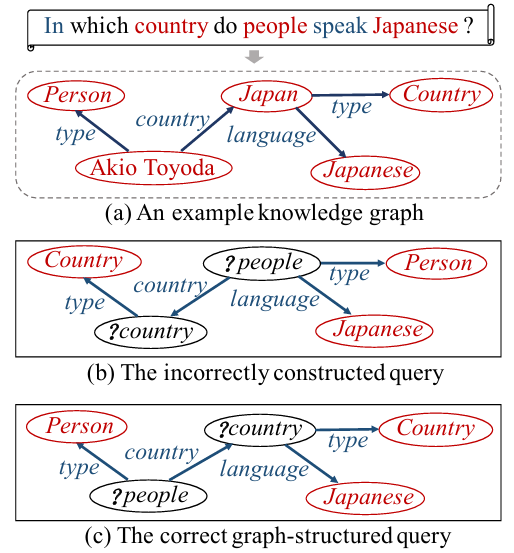 In which country do people speak Japanese ?
Person
Japan
Country
type
country
type
language
Akio Toyoda
Japanese
(a) An example knowledge graph
Country
?people
Person
type
country
type
language
?country
Japanese
(b) The incorrectly constructed query
Person
?country
Country
type
country
type
language
?people
Japanese
(c) The correct graph-structured query